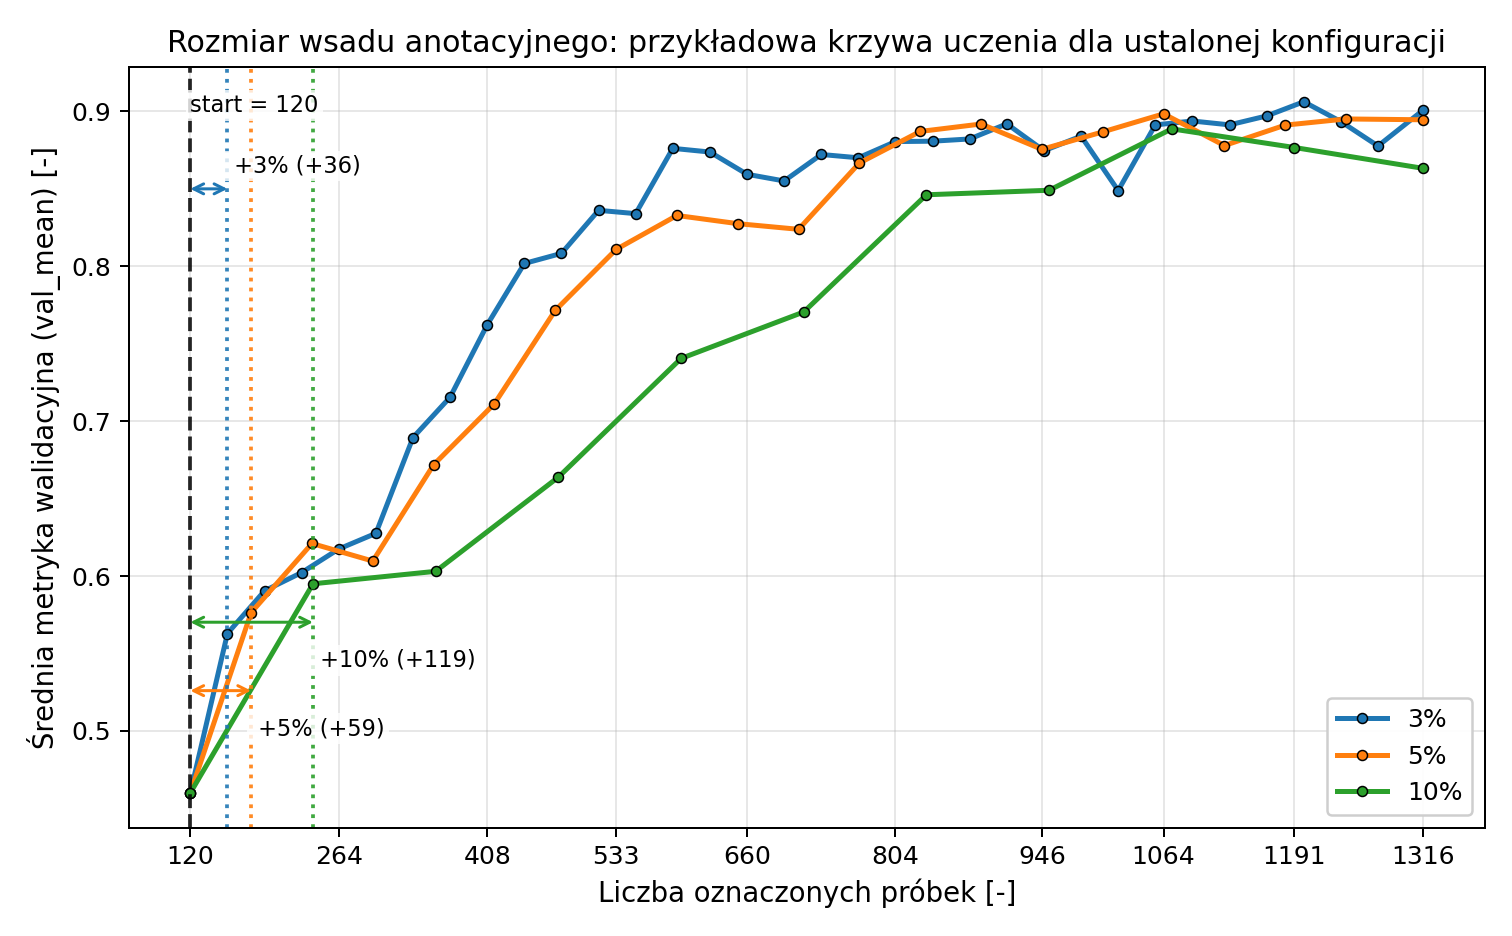 Rozmiar wsadu anotacyjnego: przykładowa krzywa uczenia dla ustalonej konfiguracji
Średnia metryka walidacyjna (val_mean) [-]
0.9
0.8
0.7
0.6
0.5
start = 120
+3% (+36)
+10% (+119)
+5% (+59)
3%
5%
10%
120 264 408 533 660 804 946 1064 1191 1316
Liczba oznaczonych próbek [-]